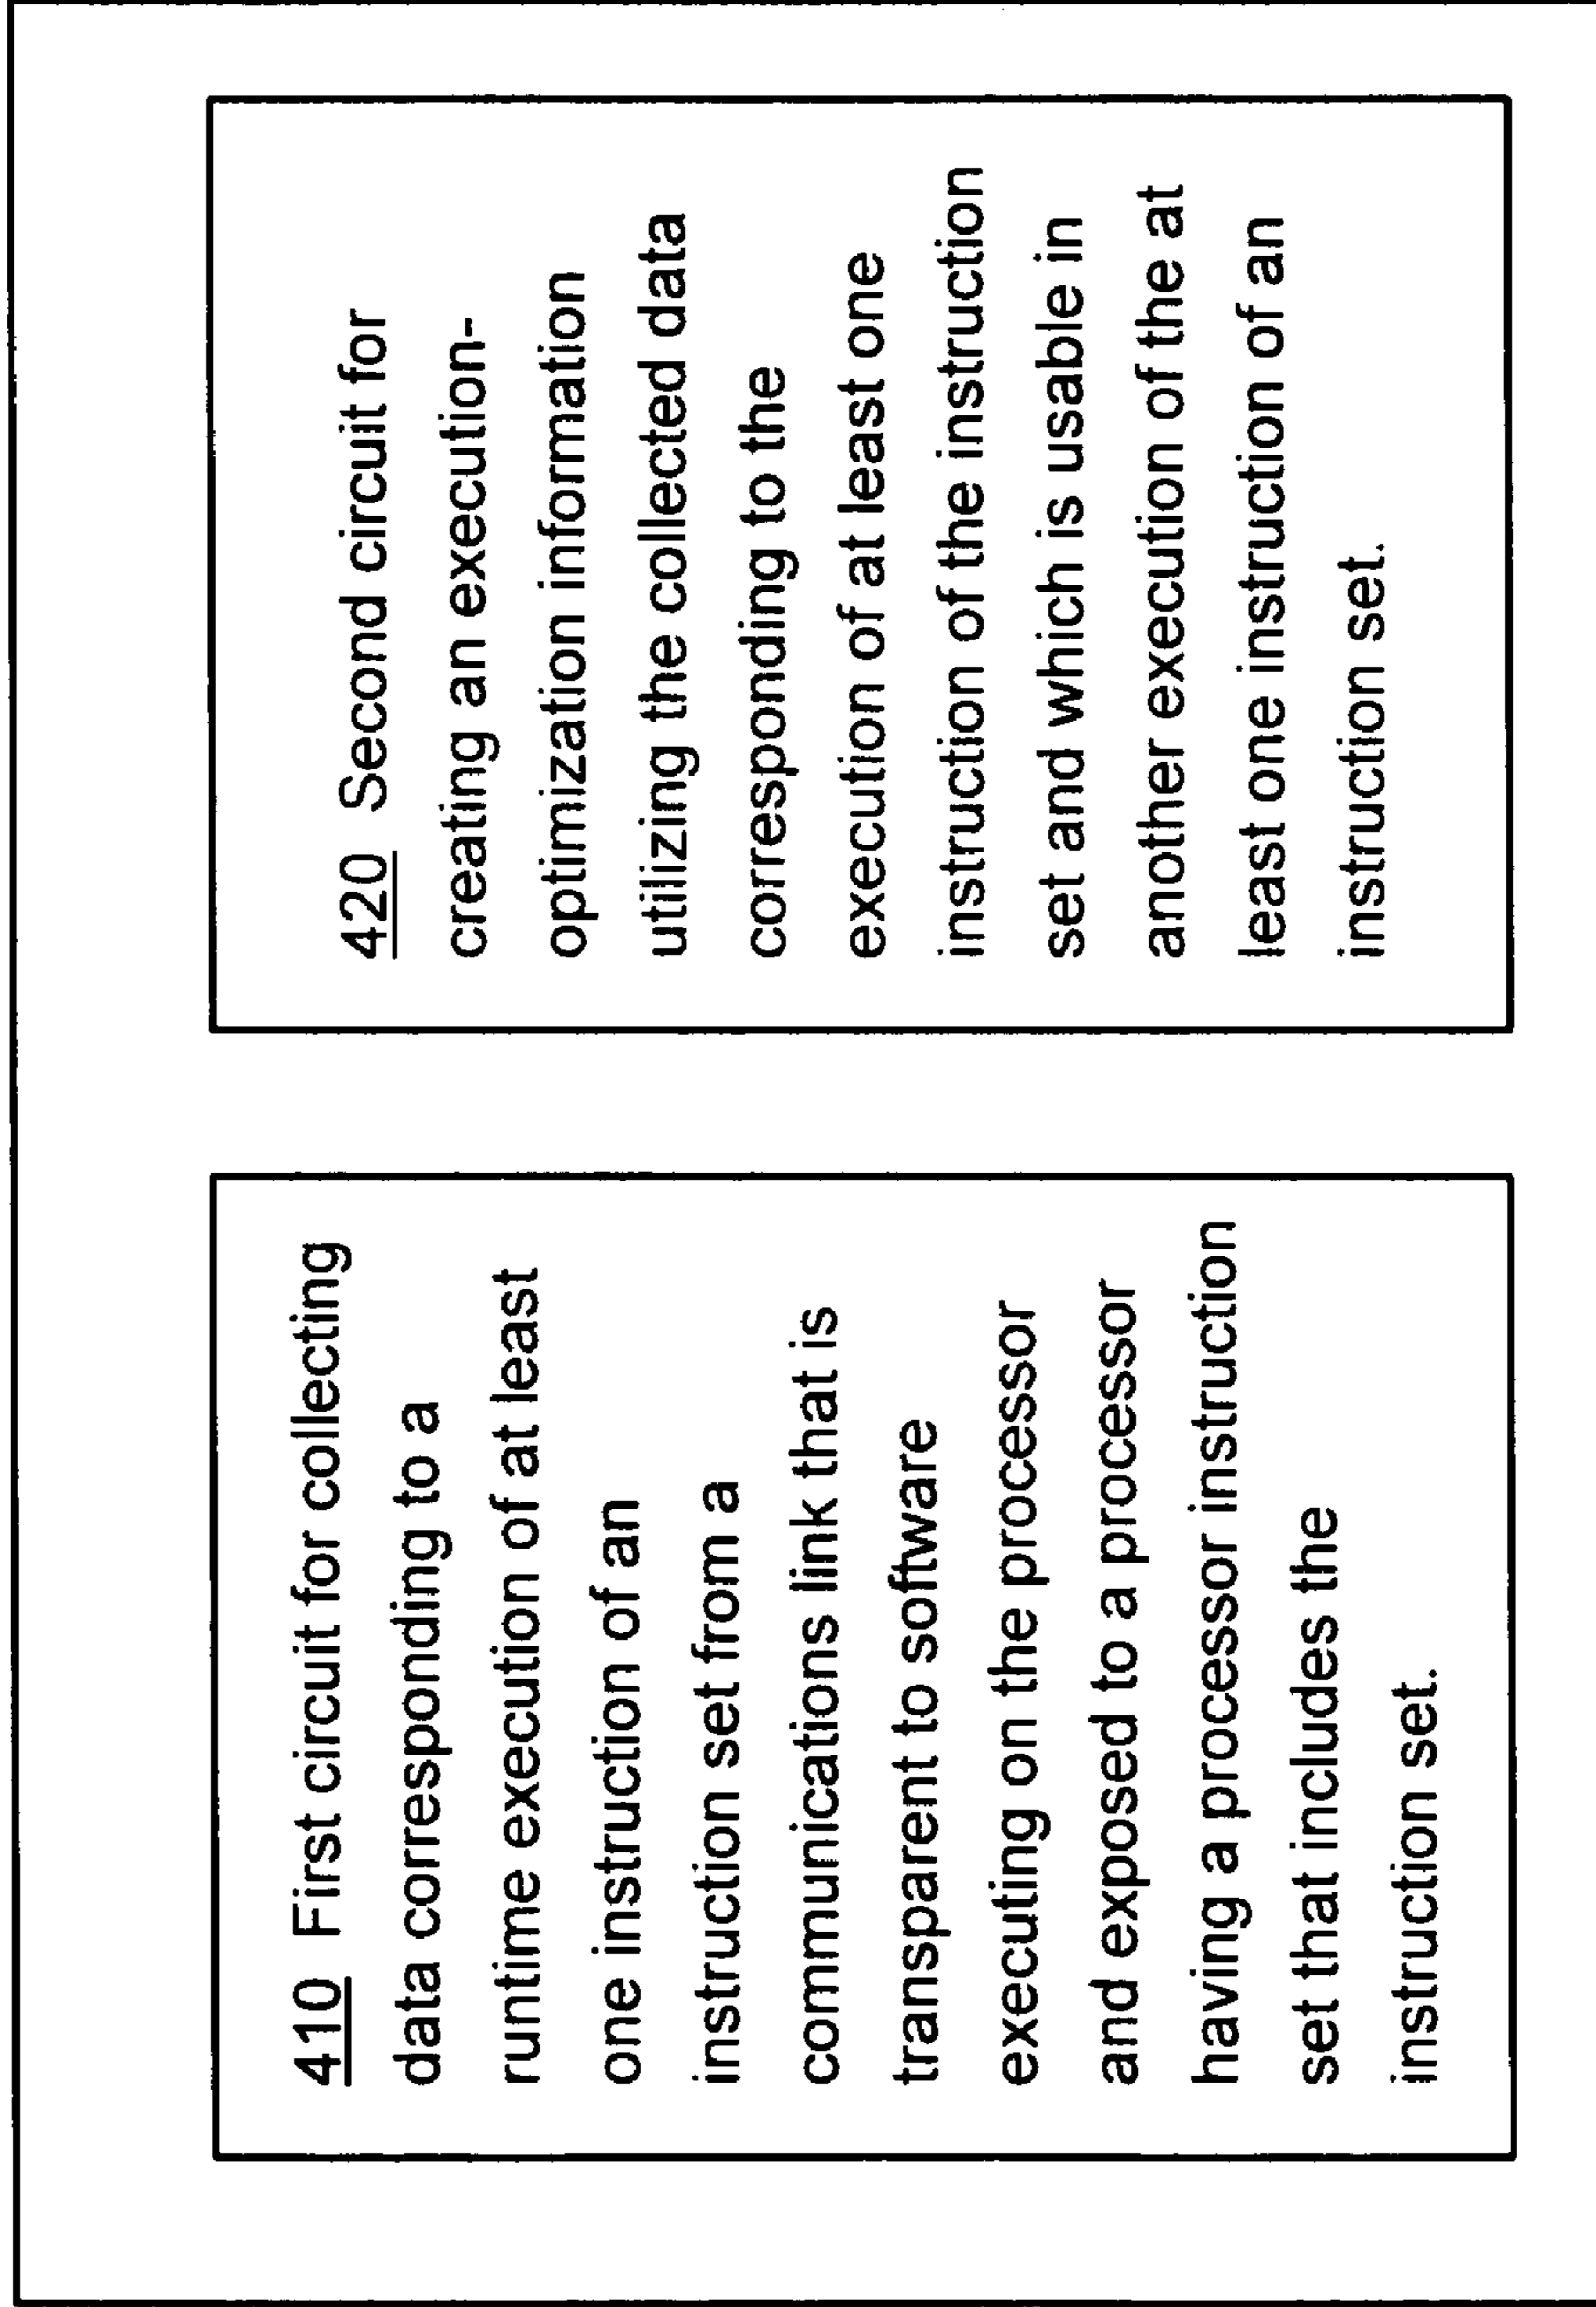 410 First circuit for collecting
data corresponding to a
runtime execution of at least
one instruction of an
instruction set from a
communications link that is
transparent to software
executing on the processor
and exposed to a processor
having a processor instruction
set that includes the
instruction set.
420 Second circuit for
creating an execution-
optimization information
utilizing the collected data
corresponding to the
execution of at least one
instruction of the instruction
set and which is usable in
another execution of the at
least one instruction of an
instruction set.